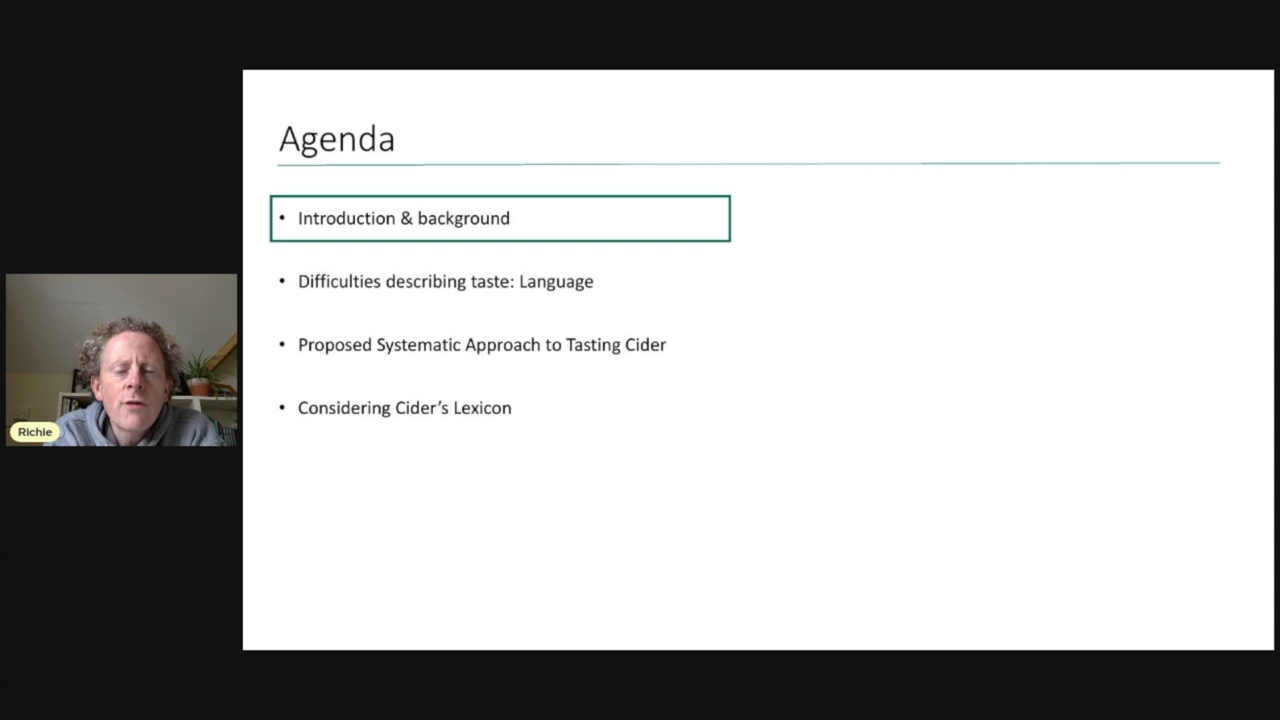 Agenda
• Introduction & background
• Difficulties describing taste: Language
• Proposed Systematic Approach to Tasting Cider
• Considering Cider’s Lexicon
Richie